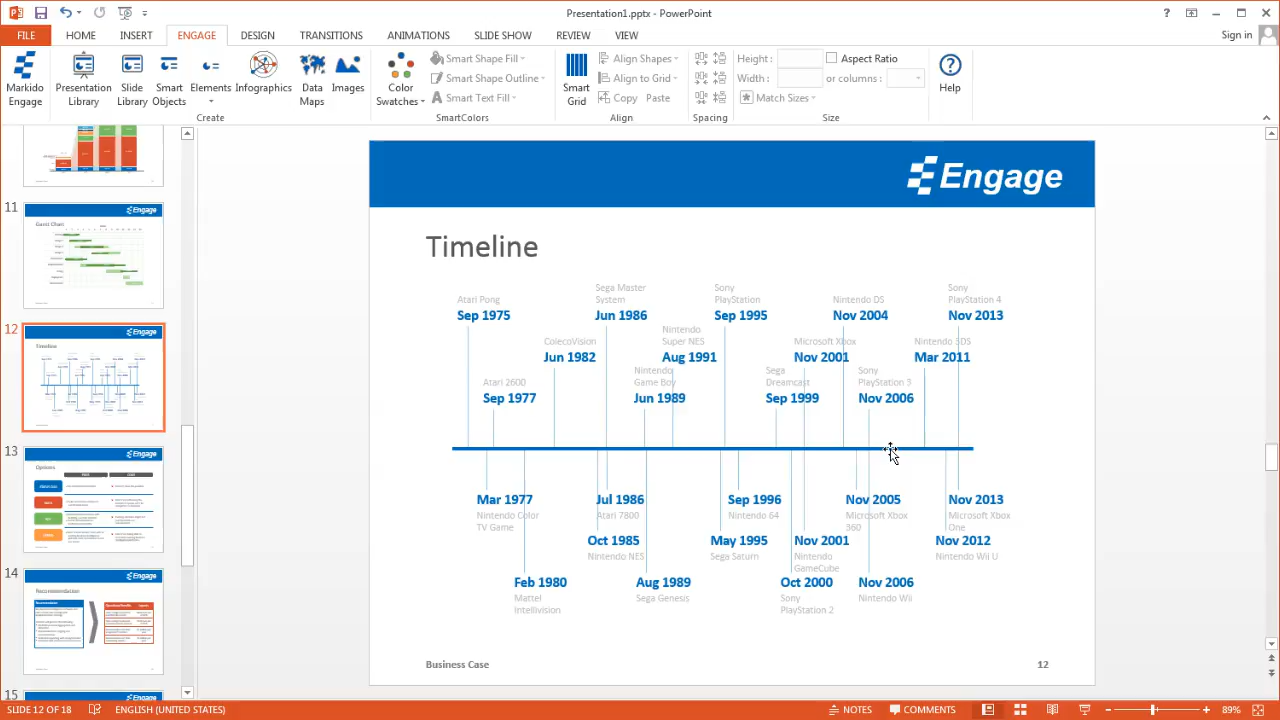 Presentation1.pptx - PowerPoint
FILE HOME INSERT ENGAGE DESIGN TRANSITIONS ANIMATIONS SLIDE SHOW REVIEW VIEW Sign in
Markido Engage
Presentation Library
Slide Library
Smart Objects
Elements
Infographics
Data Maps
Images
Create
Color Swatches
Smart Shape Fill
Smart Shape Outline
Smart Text Fill
SmartColors
Smart Grid
Align Shapes
Align to Grid
Copy Paste
Align
Spacing
Height :
Width :
Aspect Ratio
or columns :
Match Sizes
Size
Help
11
Engage
Gantt Chart
12
Engage
Timeline
13
Engage
Options
14
Engage
Recommendation
15
Engage
Timeline
Atari Pong
Sep 1975
Sega Master
System
Jun 1986
Sony
PlayStation
Sep 1995
Nintendo DS
Nov 2004
Sony
PlayStation 4
Nov 2013
ColecoVision
Jun 1982
Nintendo
Super NES
Aug 1991
Microsoft Xbox
Nov 2001
Nintendo 3DS
Mar 2011
Atari 2600
Sep 1977
Nintendo
Game Boy
Jun 1989
Sega
Dreamcast
Sep 1999
Sony
PlayStation 3
Nov 2006
Mar 1977
Nintendo Color
TV Game
Jul 1986
Atari 7800
Sep 1996
Nintendo 64
Nov 2005
Microsoft Xbox
360
Nov 2013
Microsoft Xbox
One
Oct 1985
Nintendo NES
May 1995
Sega Saturn
Nov 2001
Nintendo
GameCube
Nov 2012
Nintendo Wii U
Feb 1980
Mattel
Intellivision
Aug 1989
Sega Genesis
Oct 2000
Sony
PlayStation 2
Nov 2006
Nintendo Wii
Business Case
12
SLIDE 12 OF 18 ENGLISH (UNITED STATES) NOTES COMMENTS 89%